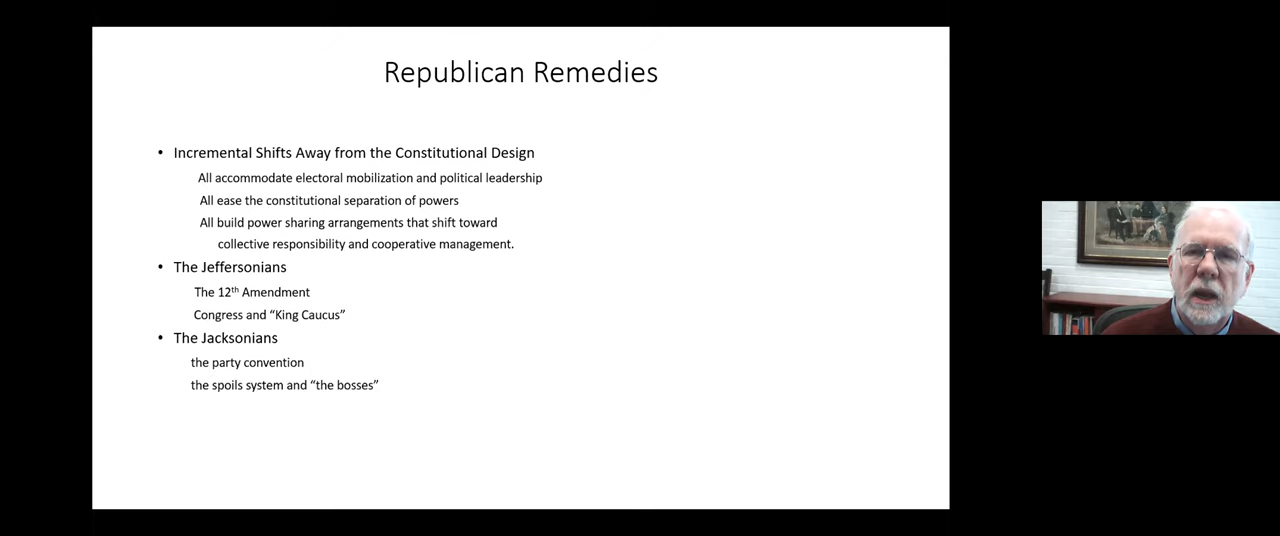 Republican Remedies
• Incremental Shifts Away from the Constitutional Design
All accommodate electoral mobilization and political leadership
All ease the constitutional separation of powers
All build power sharing arrangements that shift toward
collective responsibility and cooperative management.
• The Jeffersonians
The 12th Amendment
Congress and “King Caucus”
• The Jacksonians
the party convention
the spoils system and “the bosses”